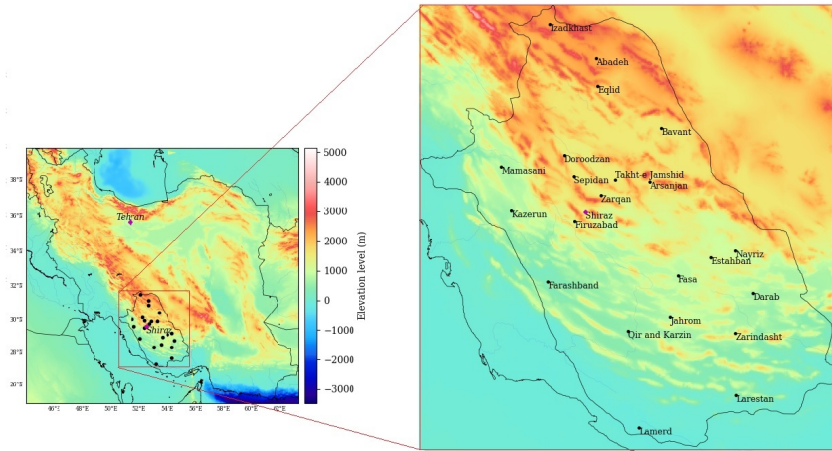 Izadkhast
Abadeh
Eqlid
Bavant
Doroodzan
Mamasani
Takht-e Jamshid
Sepidan
Arsanjan
Zarqan
Kazerun
Shiraz
Firuzabad
Nayriz
Estahban
Fasa
Farashband
Darab
Jahrom
Qir and Karzin
Zarindasht
Larestan
Lamerd
38°N
36°N
34°N
32°N
30°N
28°N
26°N
46°E
48°E
50°E
52°E
54°E
56°E
58°E
60°E
62°E
Tehran
Shiraz
5000
4000
3000
2000
1000
0
−1000
−2000
−3000
Elevation level (m)